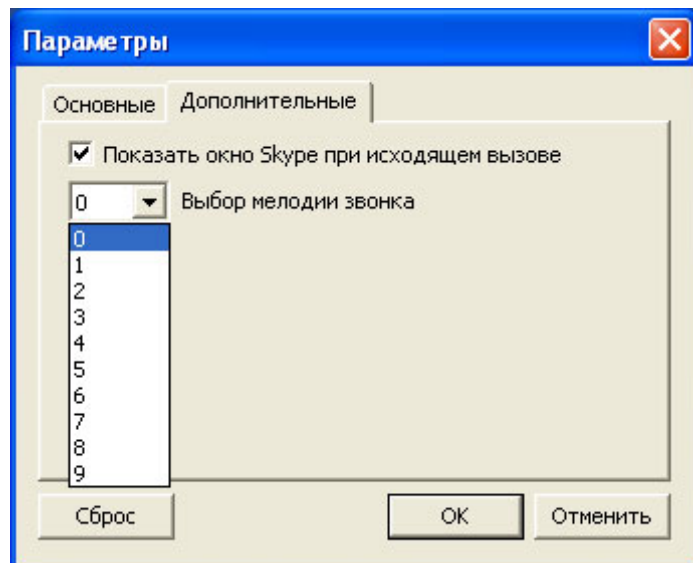 Параметры
Основные Дополнительные
Показать окно Skype при исходящем вызове
0 Выбор мелодии звонка
0
1
2
3
4
5
6
7
8
9
Сброс OK Отменить